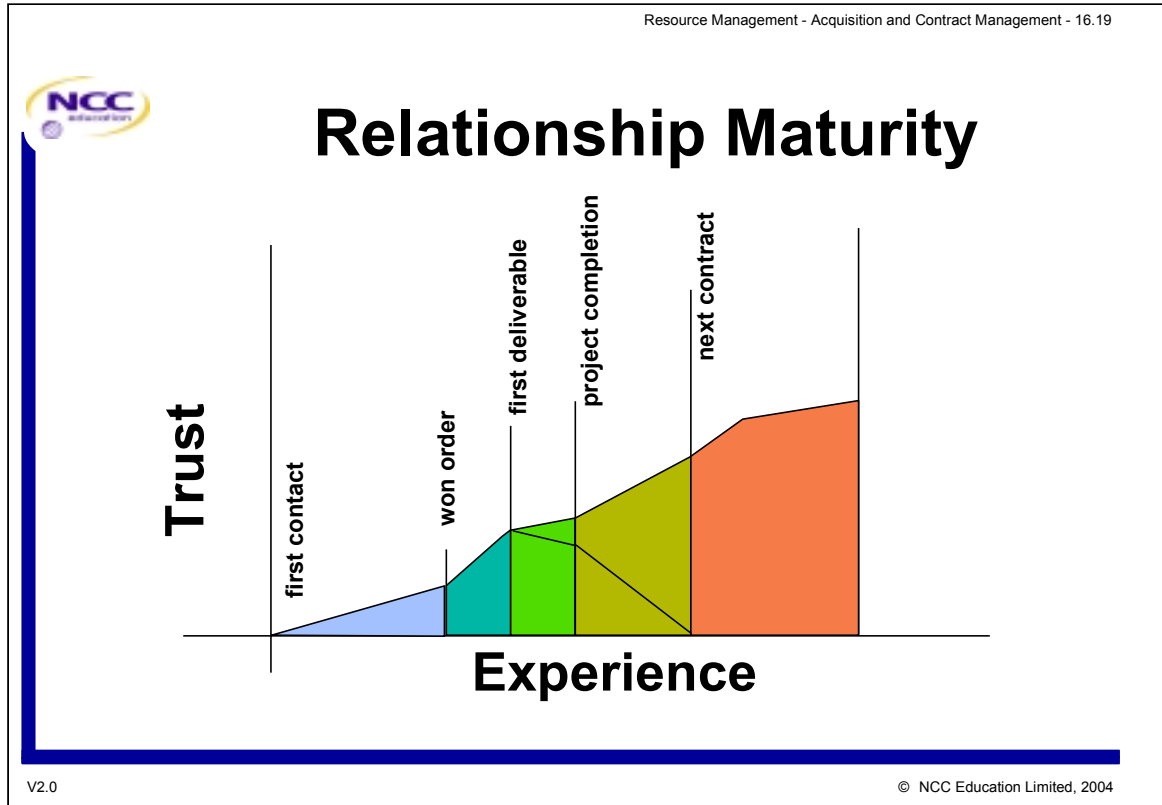 Resource Management - Acquisition and Contract Management - 16.19
NCC
education
Relationship Maturity
Trust
first contact
won order
first deliverable
project completion
next contract
Experience
V2.0
© NCC Education Limited, 2004